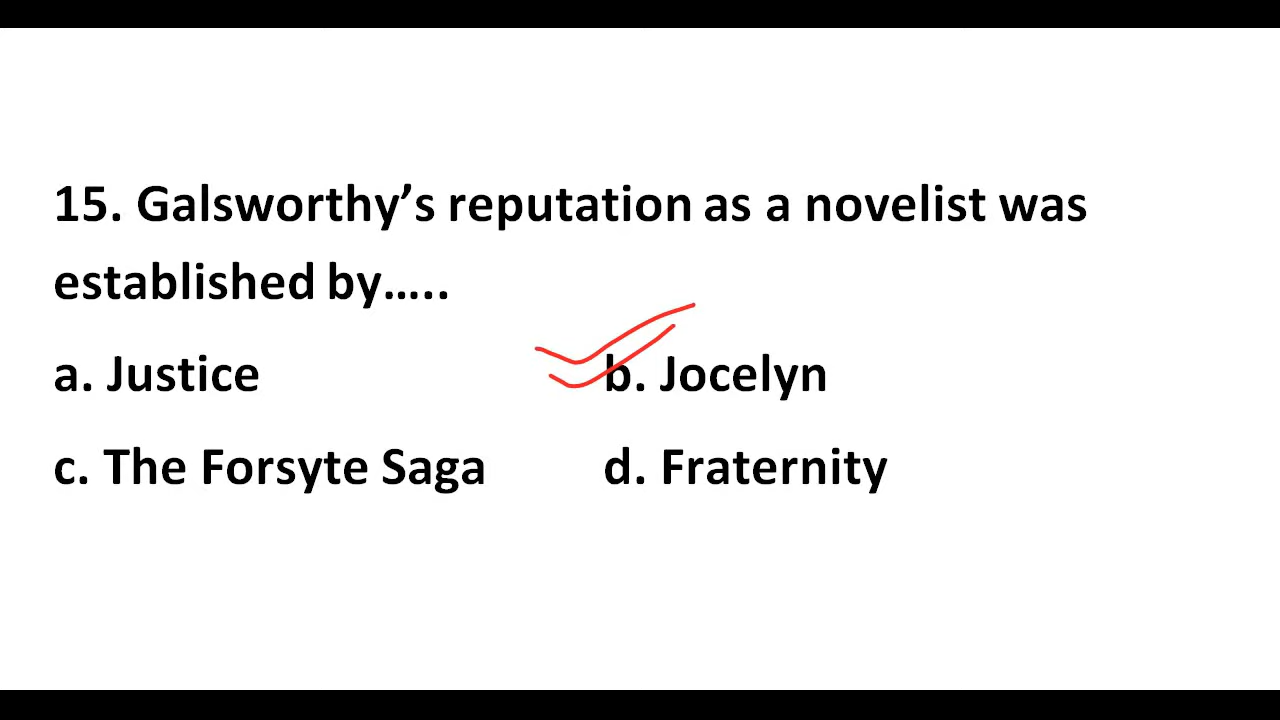 15. Galsworthy’s reputation as a novelist was
established by…..
a. Justice b. Jocelyn
c. The Forsyte Saga d. Fraternity